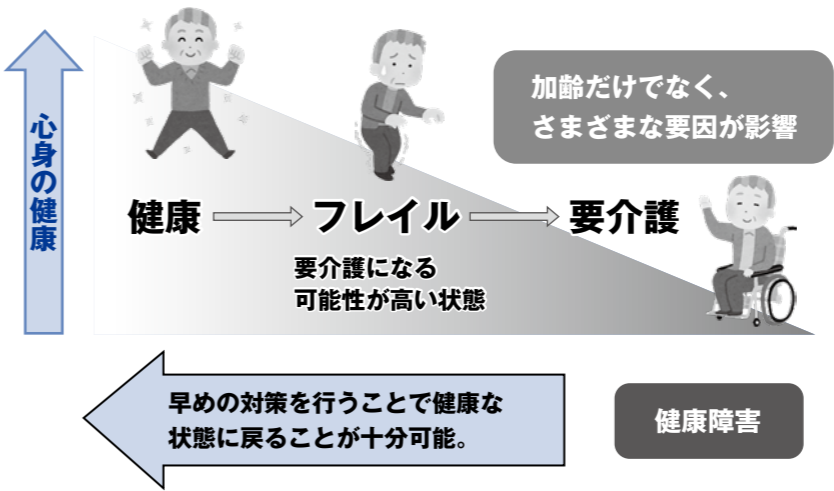 心身の健康
加齢だけでなく、
さまざまな要因が影響
健康
フレイル
要介護
要介護になる
可能性が高い状態
早めの対策を行うことで健康な
状態に戻ることが十分可能。
健康障害